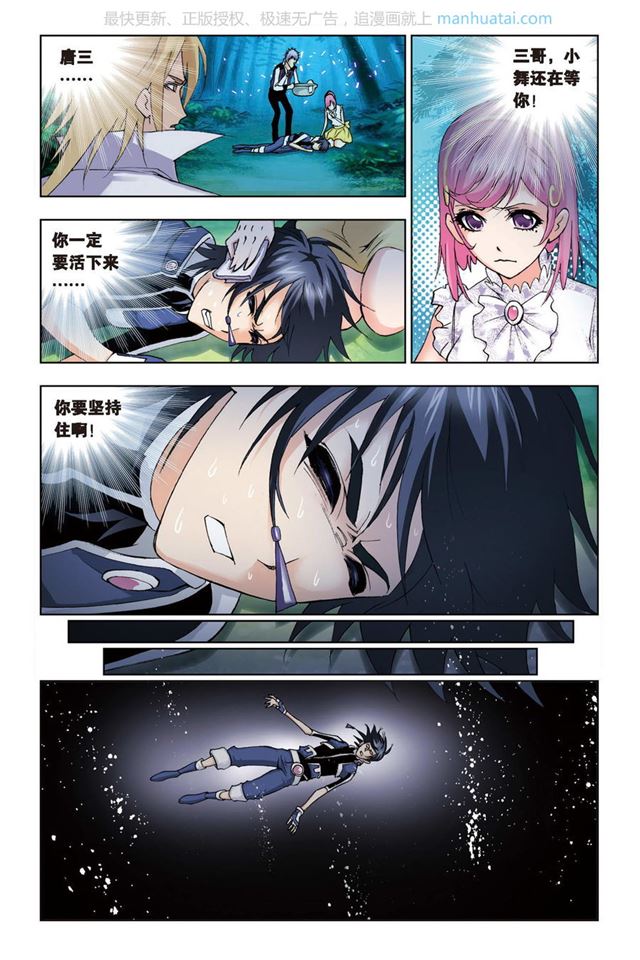 最快更新、正版授权、极速无广告，追漫画就上 manhuatai.com
唐三
……
三哥，小
舞还在等
你！
你一定
要活下来
……
你要坚持
住啊！